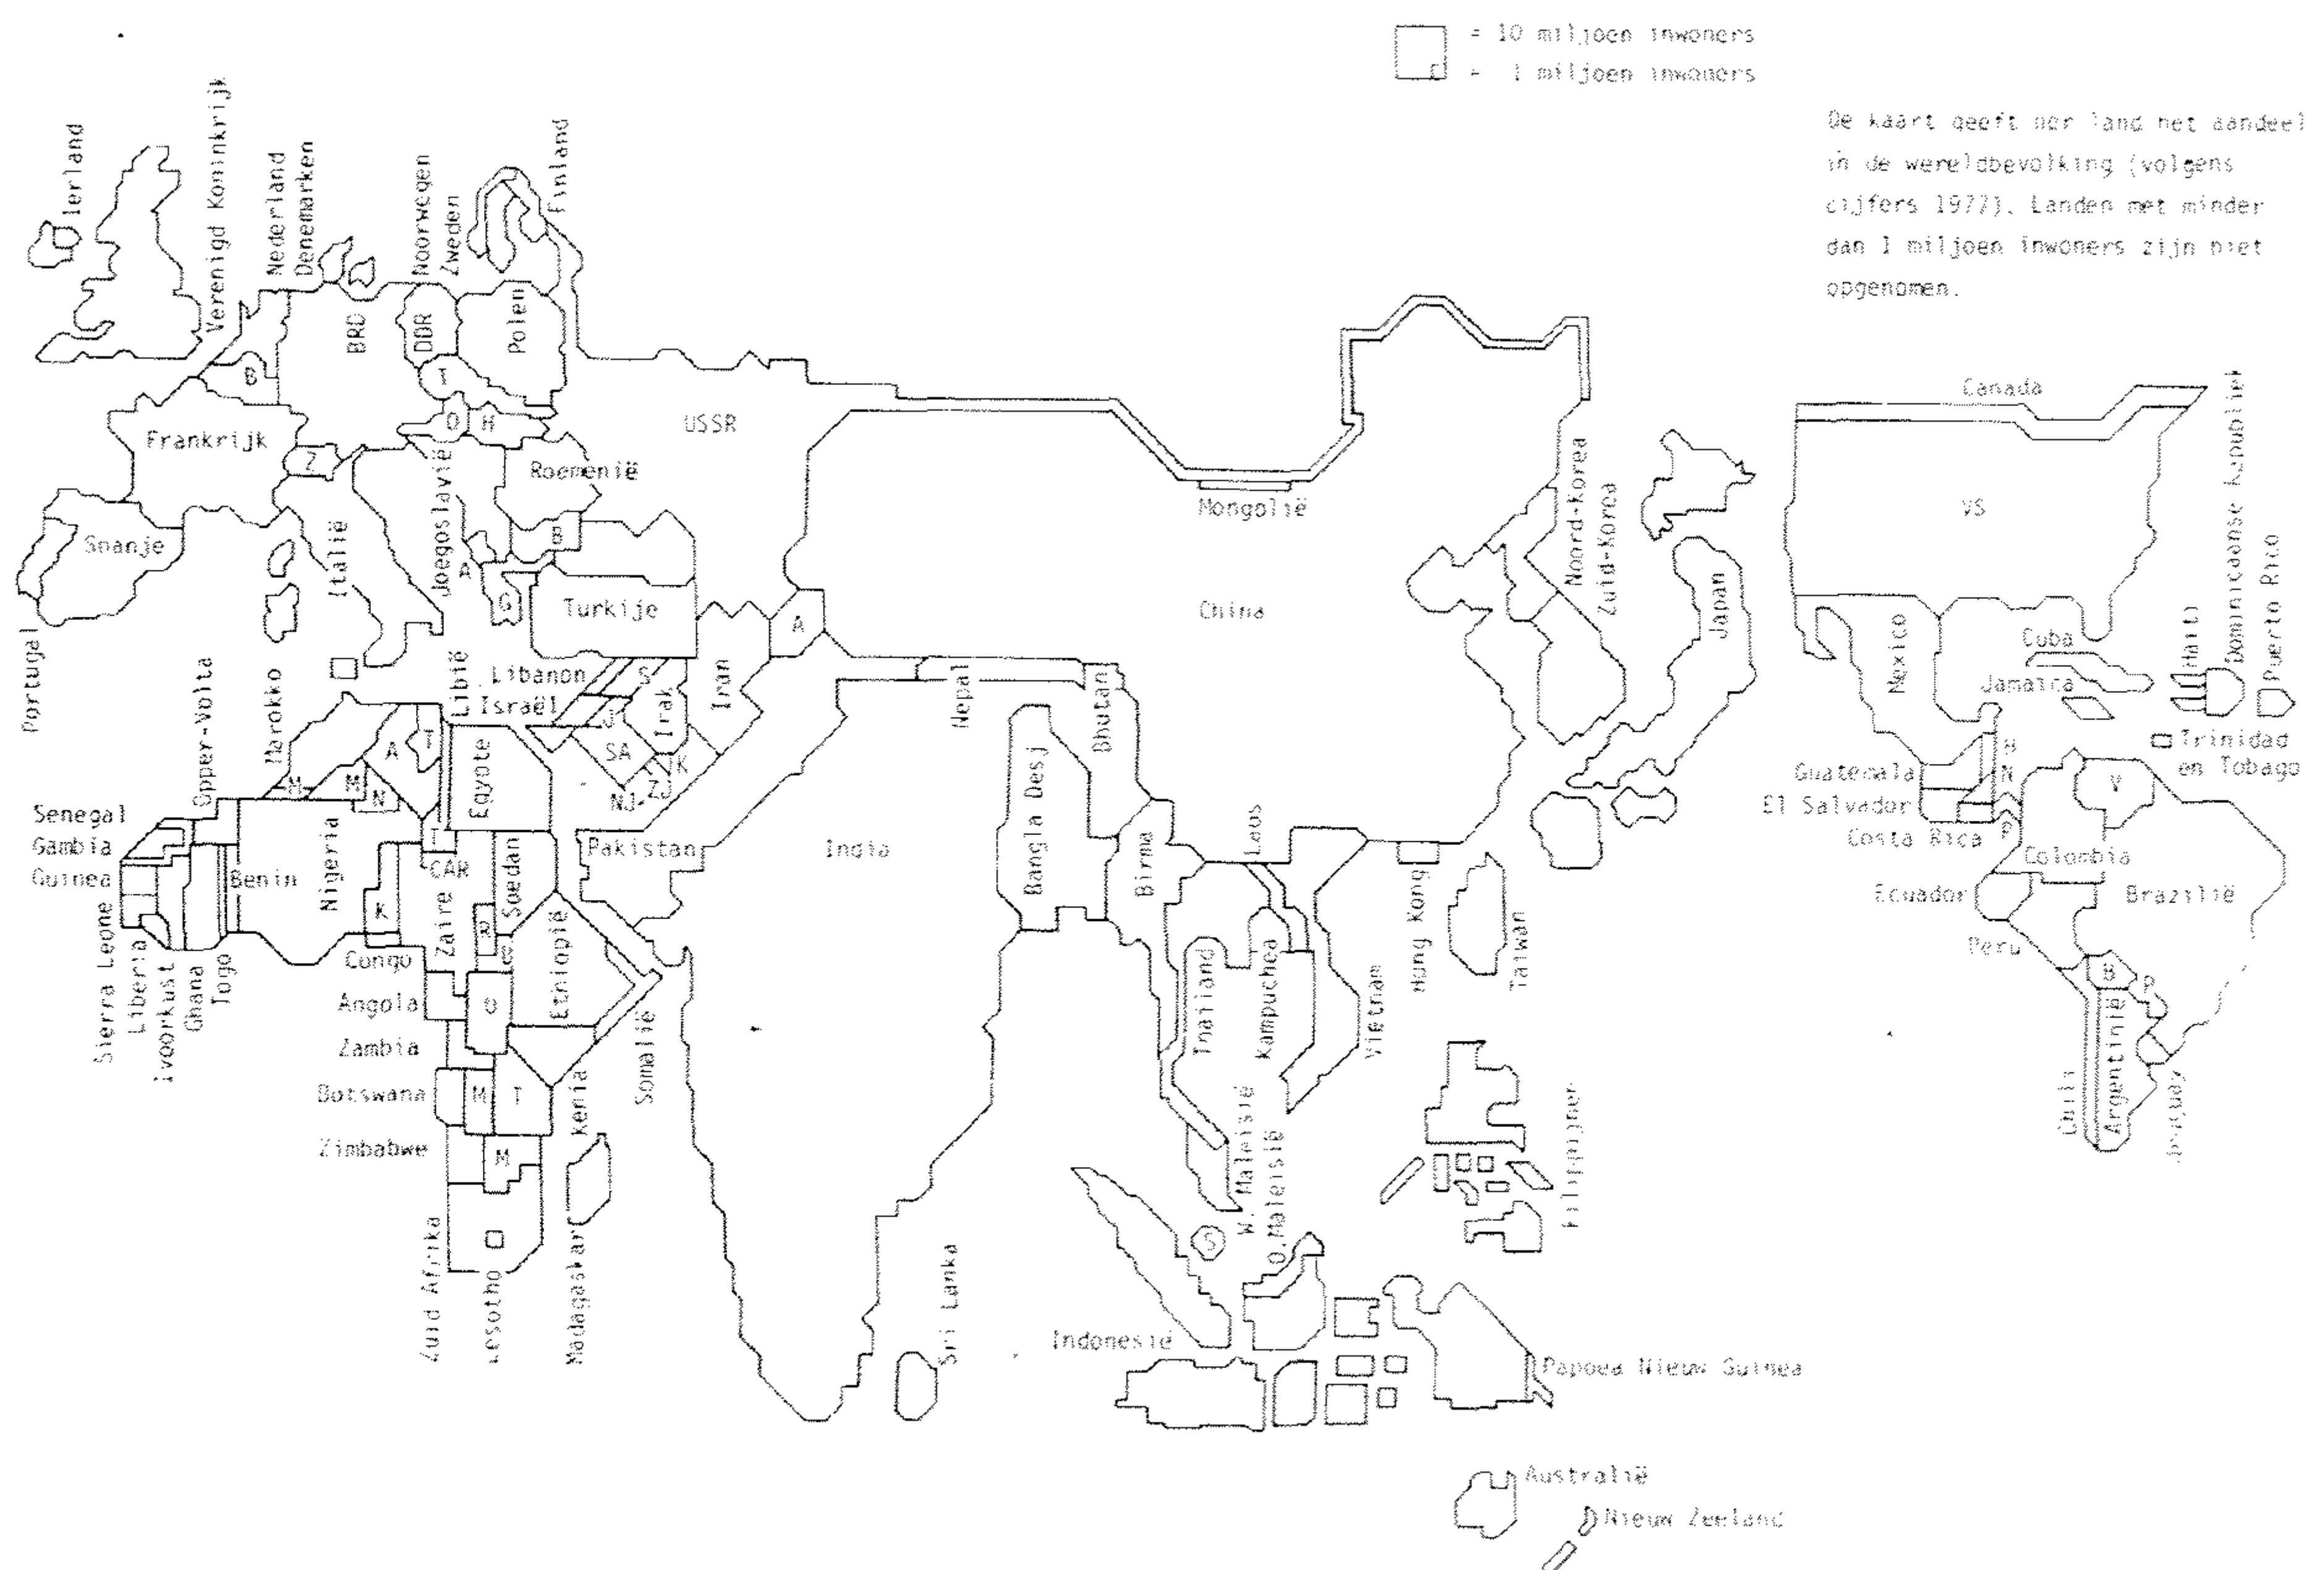 = 10 miljoen inwoners
= 1 miljoen inwoners
De kaart geeft per land het aandeel
in de wereldbevolking (volgens
cijfers 1977). Landen met minder
dan 1 miljoen inwoners zijn niet
opgenomen.
Ierland
Verenigd Koninkrijk
Nederland
Denemarken
Noorwegen
Zweden
Finland
BRD
DDR
Polen
B
T
O
H
Frankrijk
Z
USSR
Roemenië
Joegoslavië
B
A
G
Spanje
Portugal
Italië
Turkije
A
Mongolië
China
Noord-Korea
Zuid-Korea
Japan
Canada
VS
Mexico
Cuba
Jamaica
Haiti
Dominicaanse Republiek
Puerto Rico
Trinidad
en Tobago
Guatemala
El Salvador
Costa Rica
H
N
P
V
Colombia
Ecuador
Brazilië
Peru
B
P
Chili
Argentinië
Uruguay
Libanon
Israël
S
J
Irak
Iran
SA
K
NJ
ZJ
Nepal
Bhutan
Opper-Volta
Marokko
Libië
A
T
M
M
N
Egypte
Senegal
Gambia
Guinea
Benin
Nigeria
T
CAR
K
Zaire
Soedan
R
B
Ethiopië
Sierra Leone
Liberia
Ivoorkust
Ghana
Togo
Congo
Angola
O
Zambia
Botswana
M
T
Kenia
Somalië
Zimbabwe
M
Zuid Afrika
Lesotho
Madagaskar
Pakistan
India
Bangla Desj
Birma
Laos
Hong Kong
Taiwan
Thailand
Kampuchea
Vietnam
W. Maleisië
O.Maleisië
S
Filippijnen
Sri Lanka
Indonesië
Papoea Nieuw Guinea
Australië
Nieuw Zeeland